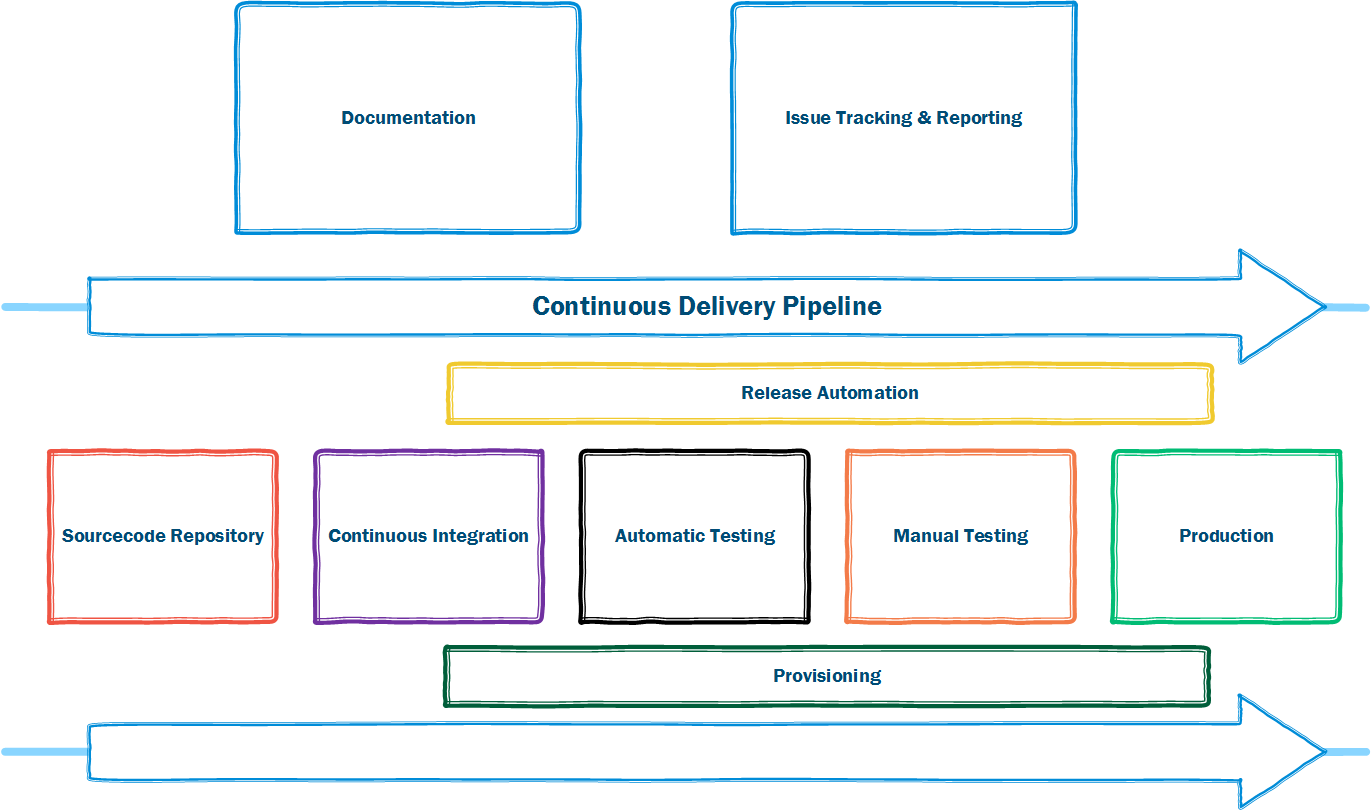 Documentation
Issue Tracking & Reporting
Continuous Delivery Pipeline
Release Automation
Sourcecode Repository
Continuous Integration
Automatic Testing
Manual Testing
Production
Provisioning